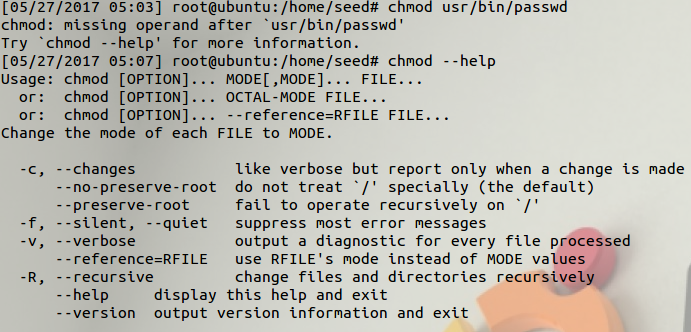 [05/27/2017 05:03] root@ubuntu:/home/seed# chmod usr/bin/passwd
chmod: missing operand after `usr/bin/passwd'
Try `chmod --help' for more information.
[05/27/2017 05:07] root@ubuntu:/home/seed# chmod --help
Usage: chmod [OPTION]... MODE[,MODE]... FILE...
  or:  chmod [OPTION]... OCTAL-MODE FILE...
  or:  chmod [OPTION]... --reference=RFILE FILE...
Change the mode of each FILE to MODE.

  -c, --changes           like verbose but report only when a change is made
      --no-preserve-root  do not treat `/' specially (the default)
      --preserve-root     fail to operate recursively on `/'
  -f, --silent, --quiet   suppress most error messages
  -v, --verbose           output a diagnostic for every file processed
      --reference=RFILE   use RFILE's mode instead of MODE values
  -R, --recursive         change files and directories recursively
      --help     display this help and exit
      --version  output version information and exit